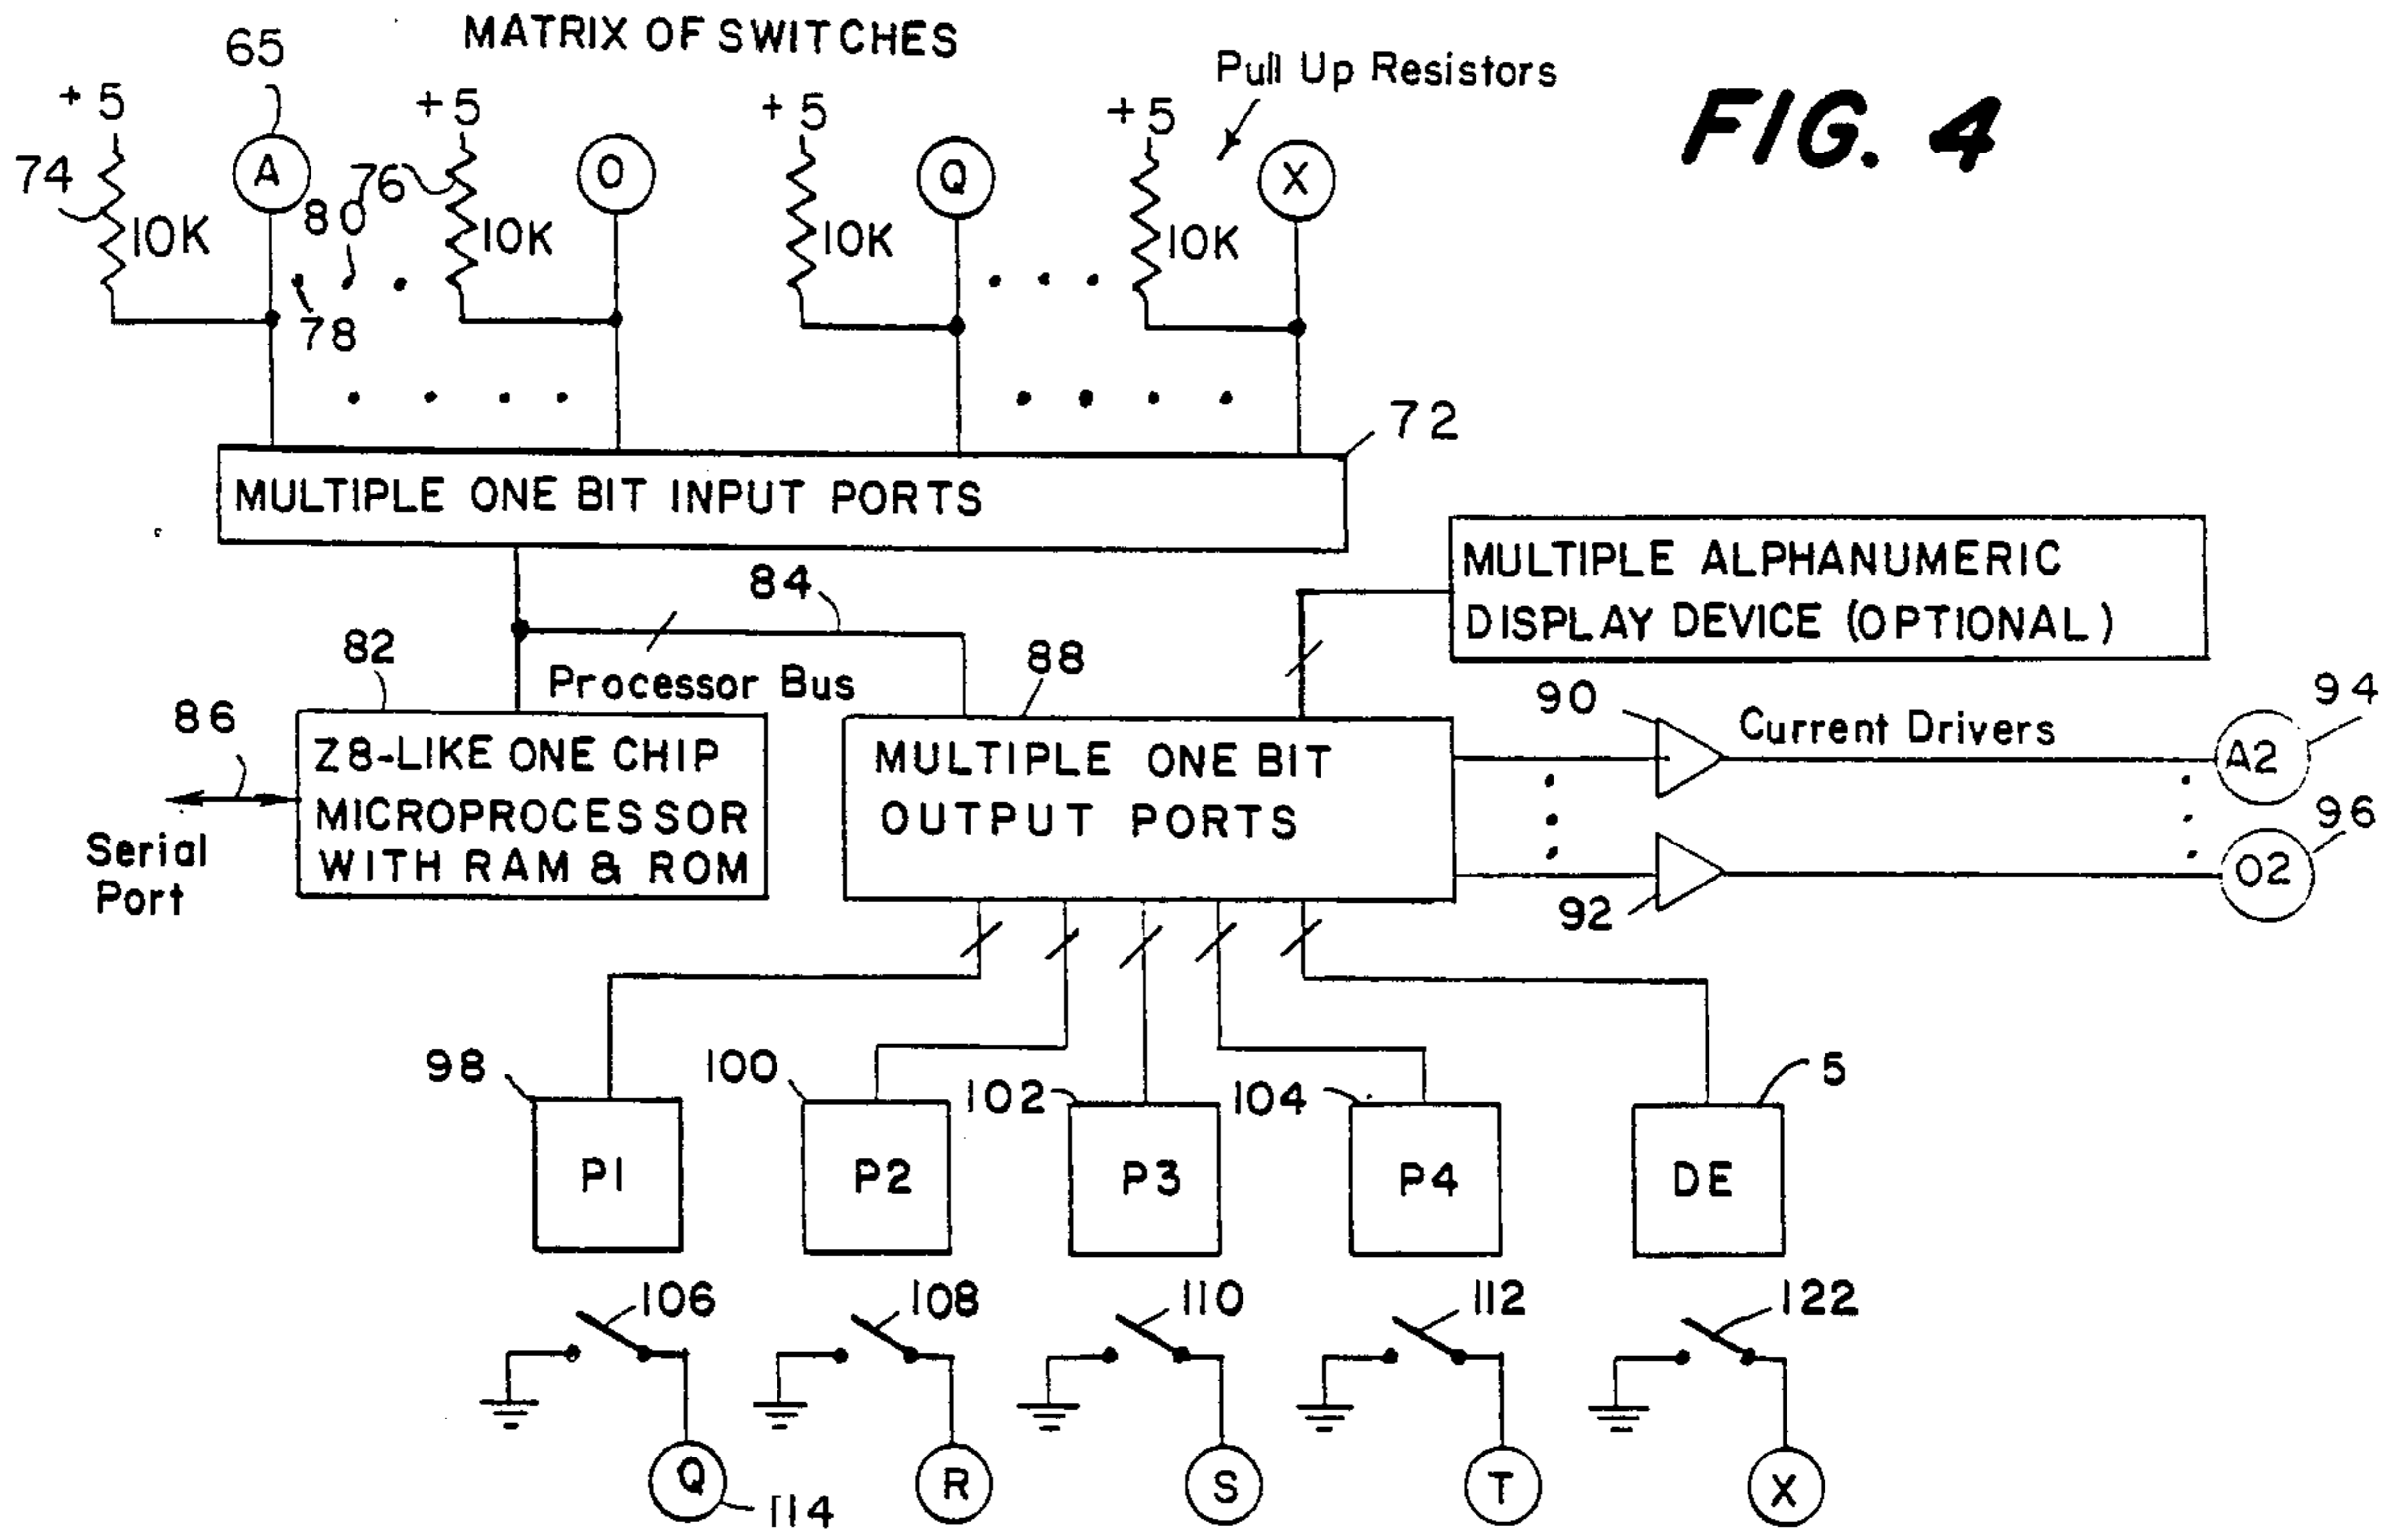 MATRIX OF SWITCHES
65
Pull Up Resistors
FIG. 4
+5
+5
+5
+5
74
A
76
O
Q
X
10K
80
10K
10K
10K
78
72
MULTIPLE ONE BIT INPUT PORTS
MULTIPLE ALPHANUMERIC
DISPLAY DEVICE (OPTIONAL)
84
82
Processor Bus
88
86
90
94
Z8-LIKE ONE CHIP
MICROPROCESSOR
WITH RAM & ROM
MULTIPLE ONE BIT
OUTPUT PORTS
Current Drivers
A2
Serial
Port
96
O2
92
98
100
102
104
5
P1
P2
P3
P4
DE
106
108
110
112
122
Q
R
S
T
X
114